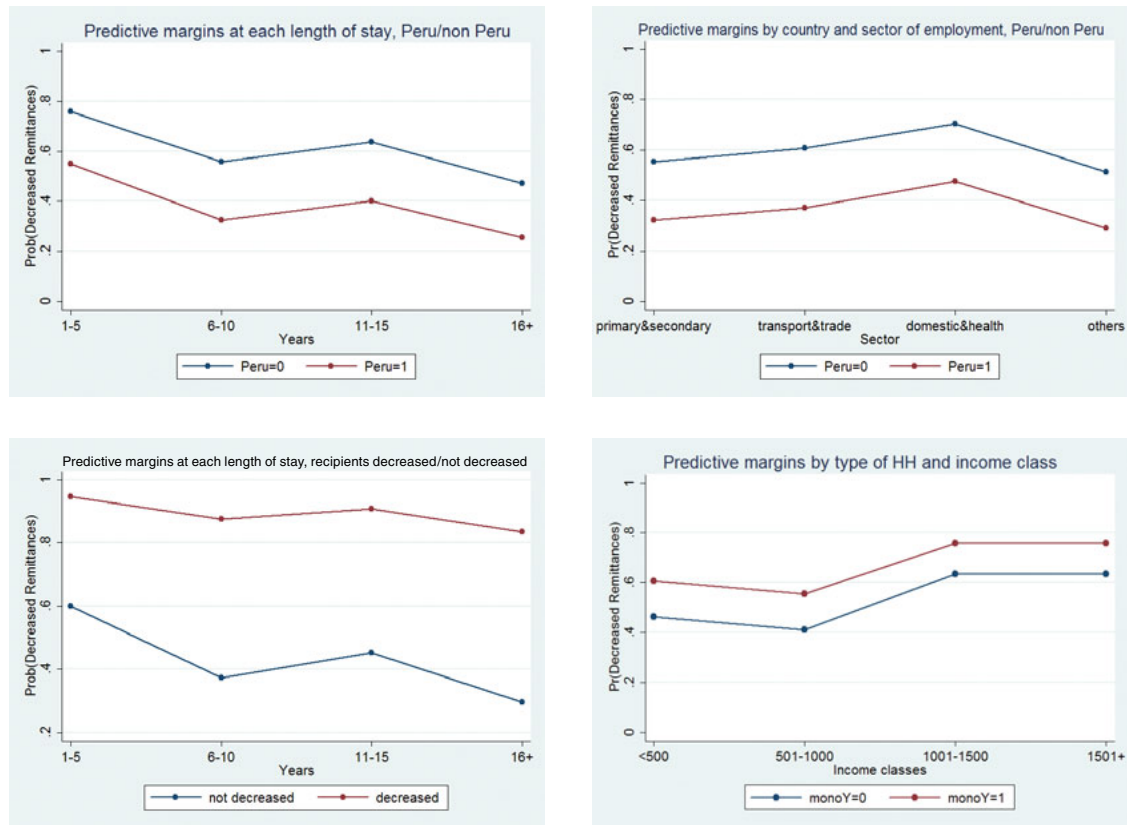 Predictive margins at each length of stay, Peru/non Peru
Prob(Decreased Remittances)
1
.8
.6
.4
.2
0
1-5 6-10 11-15 16+
Years
Peru=0 Peru=1
Predictive margins by country and sector of employment, Peru/non Peru
Pr(Decreased Remittances)
1
.8
.6
.4
.2
0
primary&secondary transport&trade domestic&health others
Sector
Peru=0 Peru=1
Predictive margins at each length of stay, recipients decreased/not decreased
Prob(Decreased Remittances)
1
.8
.6
.4
.2
1-5 6-10 11-15 16+
Years
not decreased decreased
Predictive margins by type of HH and income class
Pr(Decreased Remittances)
1
.8
.6
.4
.2
0
<500 501-1000 1001-1500 1501+
Income classes
monoY=0 monoY=1